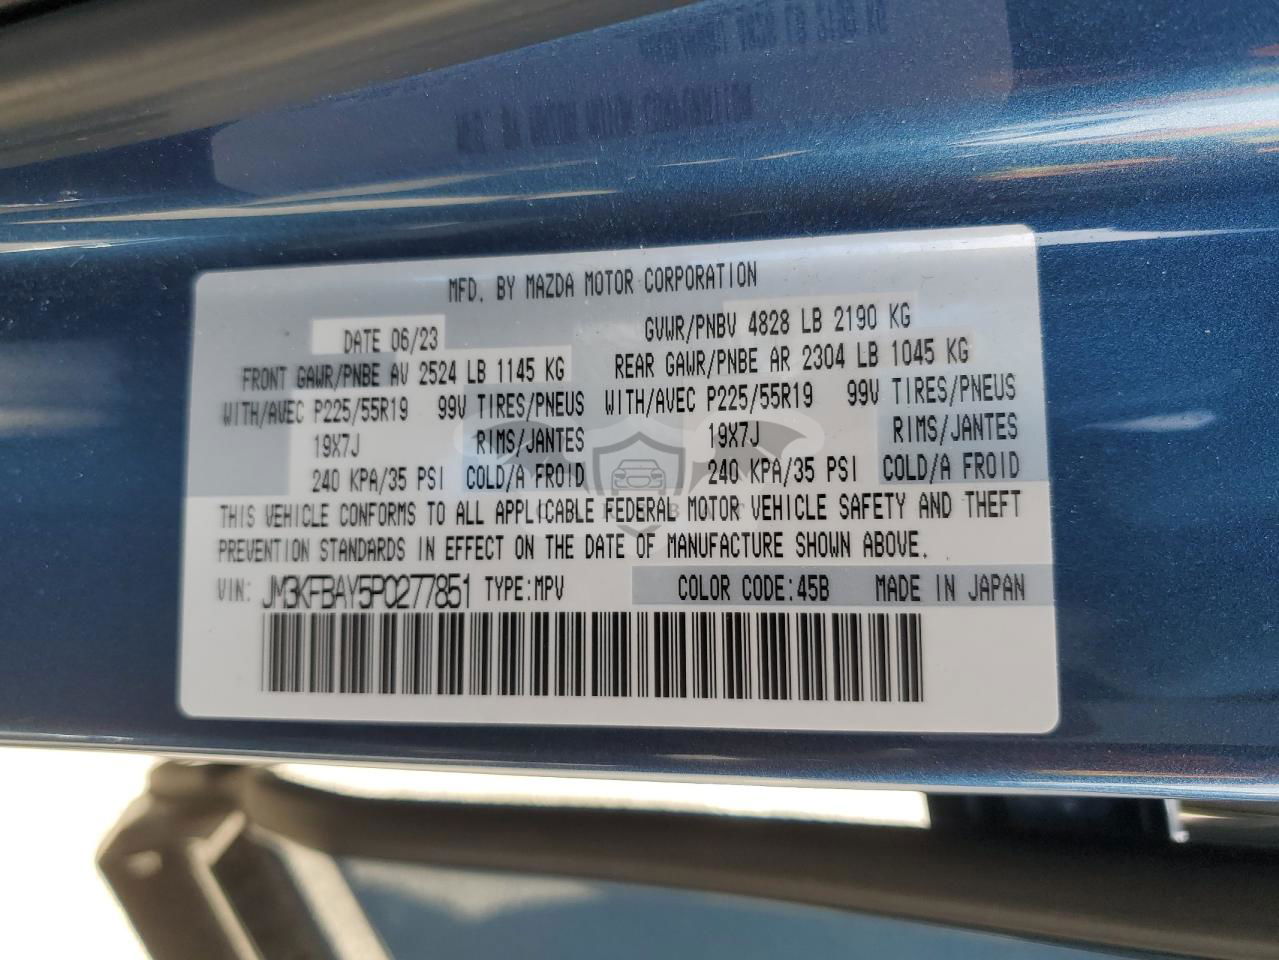 MFD. BY MAZDA MOTOR CORPORATION
DATE 06/23 GVWR/PNBV 4828 LB 2190 KG
FRONT GAWR/PNBE AV 2524 LB 1145 KG REAR GAWR/PNBE AR 2304 LB 1045 KG
WITH/AVEC P225/55R19 99V TIRES/PNEUS WITH/AVEC P225/55R19 99V TIRES/PNEUS
19X7J RIMS/JANTES 19X7J RIMS/JANTES
240 KPA/35 PSI COLD/A FROID 240 KPA/35 PSI COLD/A FROID
THIS VEHICLE CONFORMS TO ALL APPLICABLE FEDERAL MOTOR VEHICLE SAFETY AND THEFT
PREVENTION STANDARDS IN EFFECT ON THE DATE OF MANUFACTURE SHOWN ABOVE.
VIN: JM3KFBAY5P0277851 TYPE:MPV COLOR CODE:45B MADE IN JAPAN